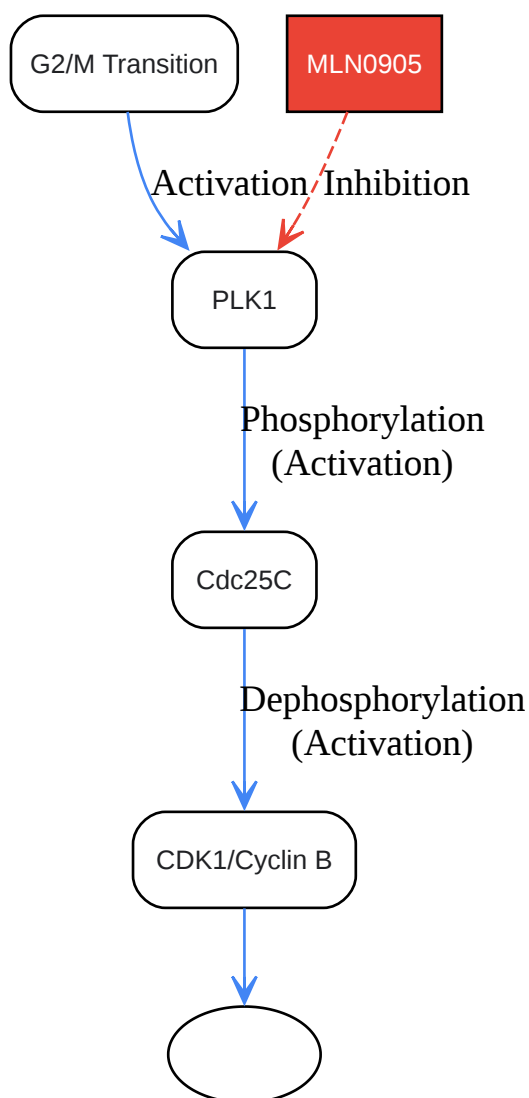 G2/M Transition
MLN0905
Activation
Inhibition
PLK1
Phosphorylation
(Activation)
Cdc25C
Dephosphorylation
(Activation)
CDK1/Cyclin B